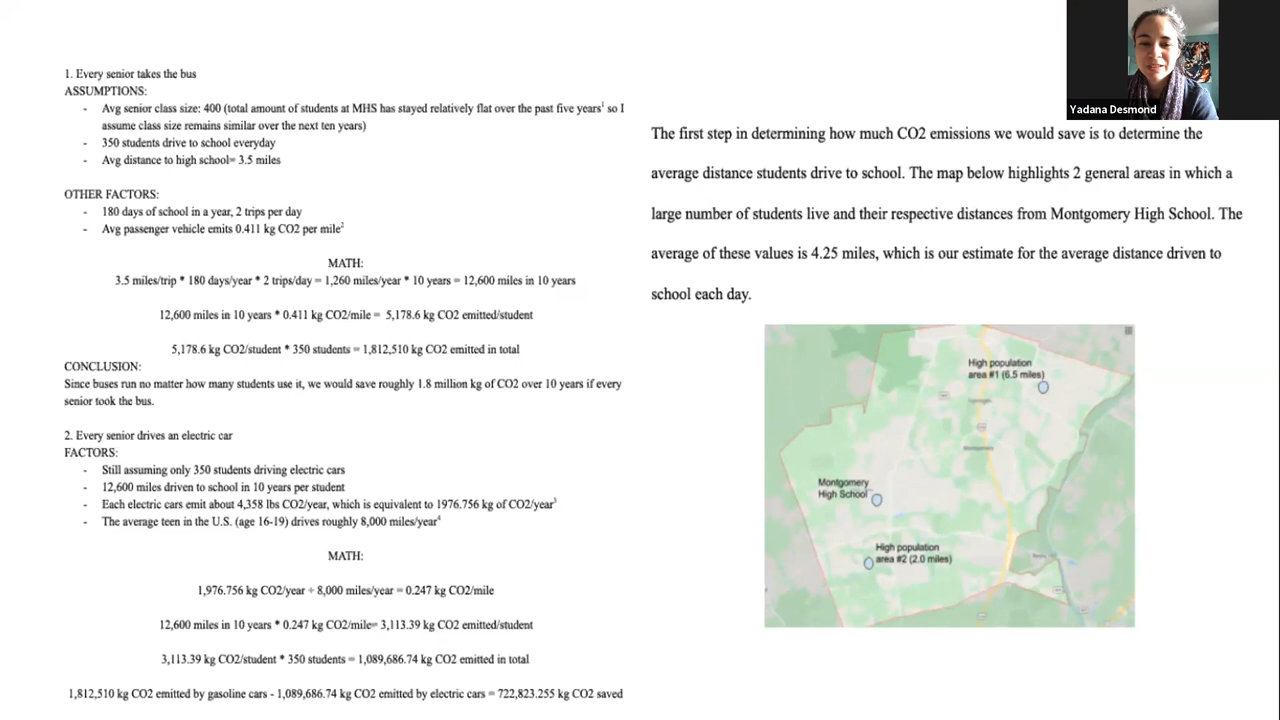 1. Every senior takes the bus
ASSUMPTIONS:
- Avg senior class size: 400 (total amount of students at MHS has stayed relatively flat over the past five years¹ so I
assume class size remains similar over the next ten years)
- 350 students drive to school everyday
- Avg distance to high school= 3.5 miles
OTHER FACTORS:
- 180 days of school in a year, 2 trips per day
- Avg passenger vehicle emits 0.411 kg CO2 per mile²
MATH:
3.5 miles/trip * 180 days/year * 2 trips/day = 1,260 miles/year * 10 years = 12,600 miles in 10 years
12,600 miles in 10 years * 0.411 kg CO2/mile = 5,178.6 kg CO2 emitted/student
5,178.6 kg CO2/student * 350 students = 1,812,510 kg CO2 emitted in total
CONCLUSION:
Since buses run no matter how many students use it, we would save roughly 1.8 million kg of CO2 over 10 years if every
senior took the bus.
2. Every senior drives an electric car
FACTORS:
- Still assuming only 350 students driving electric cars
- 12,600 miles driven to school in 10 years per student
- Each electric cars emit about 4,358 lbs CO2/year, which is equivalent to 1976.756 kg of CO2/year³
- The average teen in the U.S. (age 16-19) drives roughly 8,000 miles/year⁴
MATH:
1,976.756 kg CO2/year ÷ 8,000 miles/year = 0.247 kg CO2/mile
12,600 miles in 10 years * 0.247 kg CO2/mile= 3,113.39 kg CO2 emitted/student
3,113.39 kg CO2/student * 350 students = 1,089,686.74 kg CO2 emitted in total
1,812,510 kg CO2 emitted by gasoline cars - 1,089,686.74 kg CO2 emitted by electric cars = 722,823.255 kg CO2 saved
Yadana Desmond
The first step in determining how much CO2 emissions we would save is to determine the
average distance students drive to school. The map below highlights 2 general areas in which a
large number of students live and their respective distances from Montgomery High School. The
average of these values is 4.25 miles, which is our estimate for the average distance driven to
school each day.
High population
area #1 (6.5 miles)
Montgomery
High School
High population
area #2 (2.0 miles)